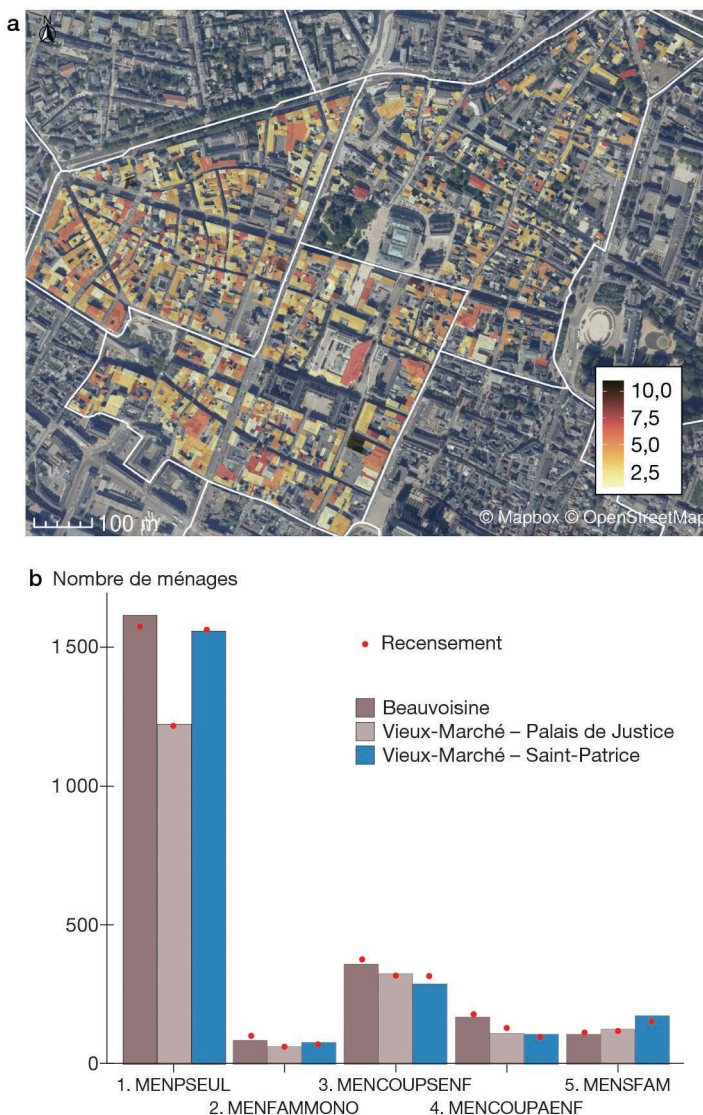 a
N
10,0
7,5
5,0
2,5
100 m
© Mapbox © OpenStreetMap
b Nombre de ménages
1 500
1 000
500
0
Recensement
Beauvoisine
Vieux-Marché – Palais de Justice
Vieux-Marché – Saint-Patrice
1. MENPSEUL
2. MENFAMMONO
3. MENCOUPSENF
4. MENCOUPAENF
5. MENSFAM